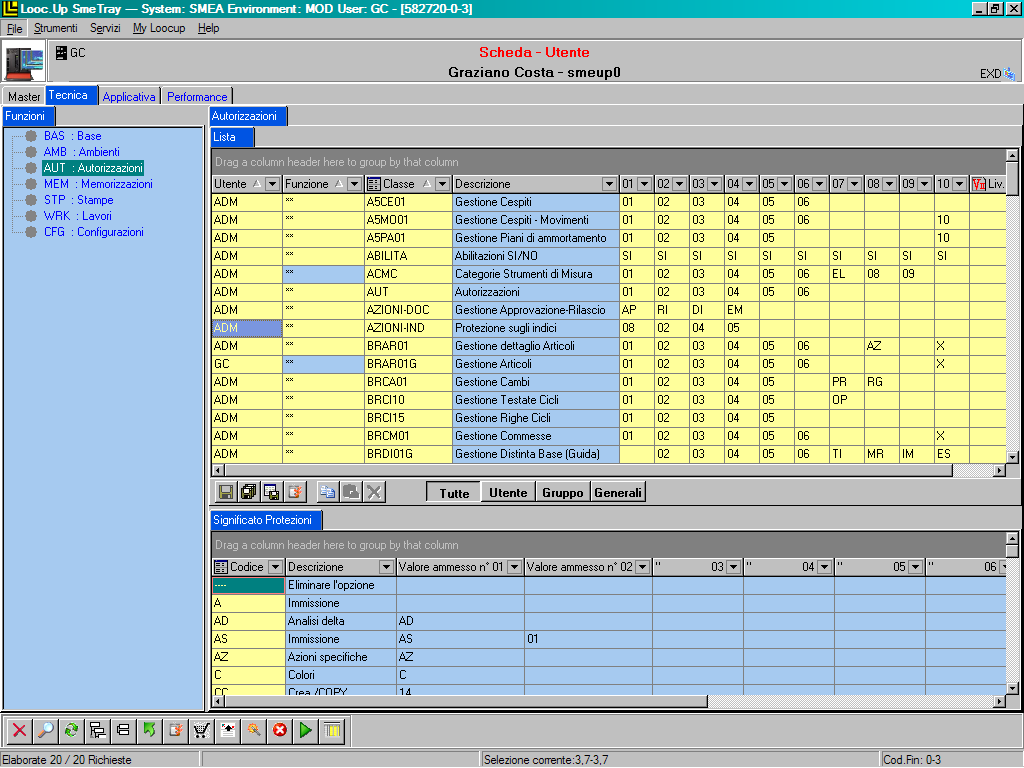 Looc.Up SmeTray --- System: SMEA Environment: MOD User: GC - [582720-0-3]
File Strumenti Servizi My Loocup Help
GC
Scheda - Utente
Graziano Costa - smeup0
EXD
Master Tecnica Applicativa Performance
Funzioni
BAS : Base
AMB : Ambienti
AUT : Autorizzazioni
MEM : Memorizzazioni
STP : Stampe
WRK : Lavori
CFG : Configurazioni
Autorizzazioni
Lista
Drag a column header here to group by that column
Utente Funzione Classe Descrizione 01 02 03 04 05 06 07 08 09 10 Liv.
ADM ** A5CE01 Gestione Cespiti 01 02 03 04 05 06
ADM ** A5MO01 Gestione Cespiti - Movimenti 01 02 03 04 05 06 10
ADM ** A5PA01 Gestione Piani di ammortamento 01 02 03 04 05 10
ADM ** ABILITA Abilitazioni SI/NO SI SI SI SI SI SI SI SI SI SI
ADM ** ACMC Categorie Strumenti di Misura 01 02 03 04 05 06 EL 08 09
ADM ** AUT Autorizzazioni 01 02 03 04 05 06
ADM ** AZIONI-DOC Gestione Approvazione-Rilascio AP RI DI EM
ADM ** AZIONI-IND Protezione sugli indici 08 02 04 05
ADM ** BRAR01 Gestione dettaglio Articoli 01 02 03 04 05 06 AZ X
GC ** BRAR01G Gestione Articoli 01 02 03 04 05 06 X
ADM ** BRCA01 Gestione Cambi 01 02 03 04 05 PR RG
ADM ** BRCI10 Gestione Testate Cicli 01 02 03 04 05 OP
ADM ** BRCI15 Gestione Righe Cicli 01 02 03 04 05
ADM ** BRCM01 Gestione Commesse 01 02 03 04 05 06 X
ADM ** BRDI01G Gestione Distinta Base (Guida) 02 03 04 05 06 TI MR IM ES
Tutte Utente Gruppo Generali
Significato Protezioni
Drag a column header here to group by that column
Codice Descrizione Valore ammesso n° 01 Valore ammesso n° 02 " 03 " 04 " 05 " 06
---- Eliminare l'opzione
A Immissione
AD Analisi delta AD
AS Immissione AS 01
AZ Azioni specifiche AZ
C Colori C
CC Crea /COPY 14
Elaborate 20 / 20 Richieste Selezione corrente:3,7-3,7 Cod.Fin: 0-3